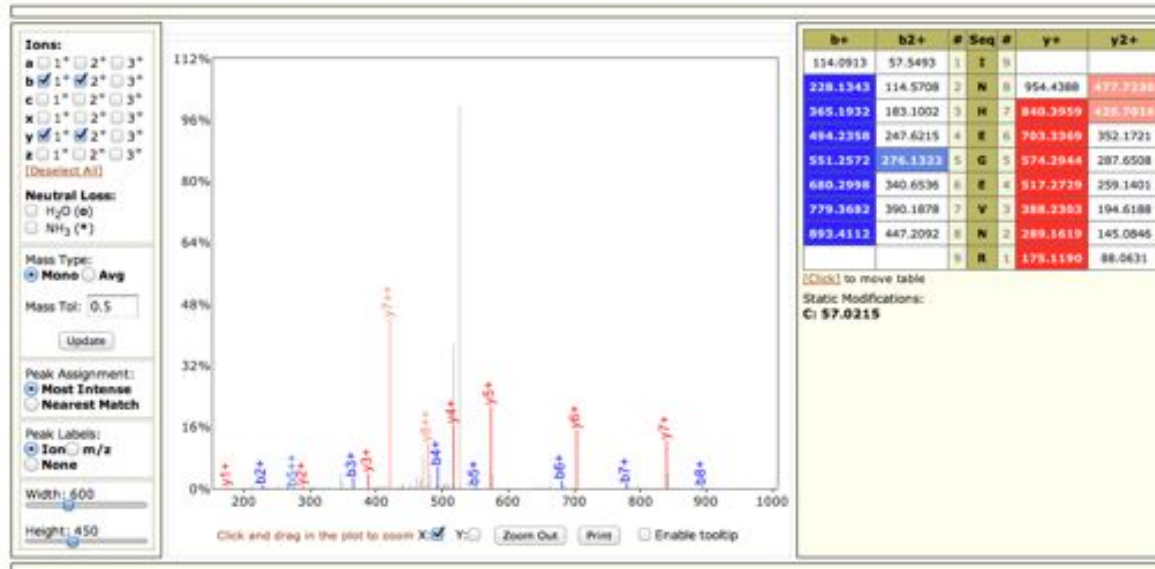 Ions:
a 1+ 2+ 3+
b 1+ 2+ 3+
c 1+ 2+ 3+
x 1+ 2+ 3+
y 1+ 2+ 3+
z 1+ 2+ 3+
[Deselect All]
Neutral Loss:
H2O (o)
NH3 (*)
Mass Type:
Mono Avg
Mass Tol: 0.5
Update
Peak Assignment:
Most Intense
Nearest Match
Peak Labels:
Ion m/z
None
Width: 600
Height: 450
112%
96%
80%
64%
48%
32%
16%
0%
y1+ b2+ b5++ y2+ b3+ y3+ y7++ y8++ b4+ y4+ b5+ y5+ b6+ y6+ b7+ y7+ b8+
200 300 400 500 600 700 800 900 1000
Click and drag in the plot to zoom X: Y: Zoom Out Print Enable tooltip
b+ b2+ # Seq # y+ y2+
114.0913 57.5493 1 I 9
228.1343 114.5708 2 N 8 954.4388
365.1932 183.1002 3 H 7 840.3959
494.2358 247.6215 4 E 6 703.3369 352.1721
551.2572 276.1323 5 G 5 574.2944 287.6508
680.2998 340.6536 6 E 4 517.2729 259.1401
779.3682 390.1878 7 V 3 388.2303 194.6188
893.4112 447.2092 8 N 2 289.1619 145.0846
9 R 1 175.1190 88.0631
[Click] to move table
Static Modifications:
C: 57.0215